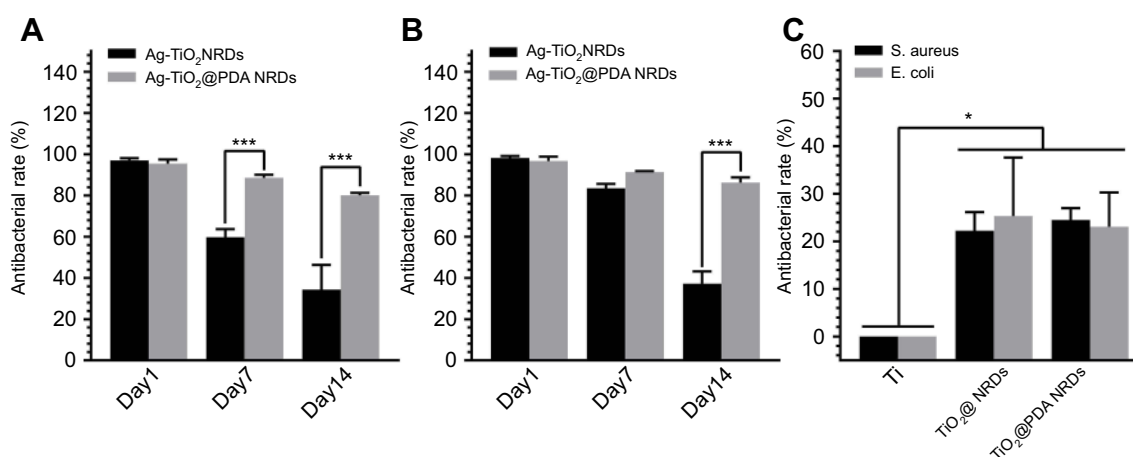 A
Ag-TiO2NRDs
Ag-TiO2@PDA NRDs
Antibacterial rate (%)
140
120
100
80
60
40
20
0
***
***
Day1
Day7
Day14
B
Ag-TiO2NRDs
Ag-TiO2@PDA NRDs
Antibacterial rate (%)
140
120
100
80
60
40
20
0
***
Day1
Day7
Day14
C
S. aureus
E. coli
Antibacterial rate (%)
60
50
40
30
20
10
0
*
Ti
TiO2@ NRDs
TiO2@PDA NRDs